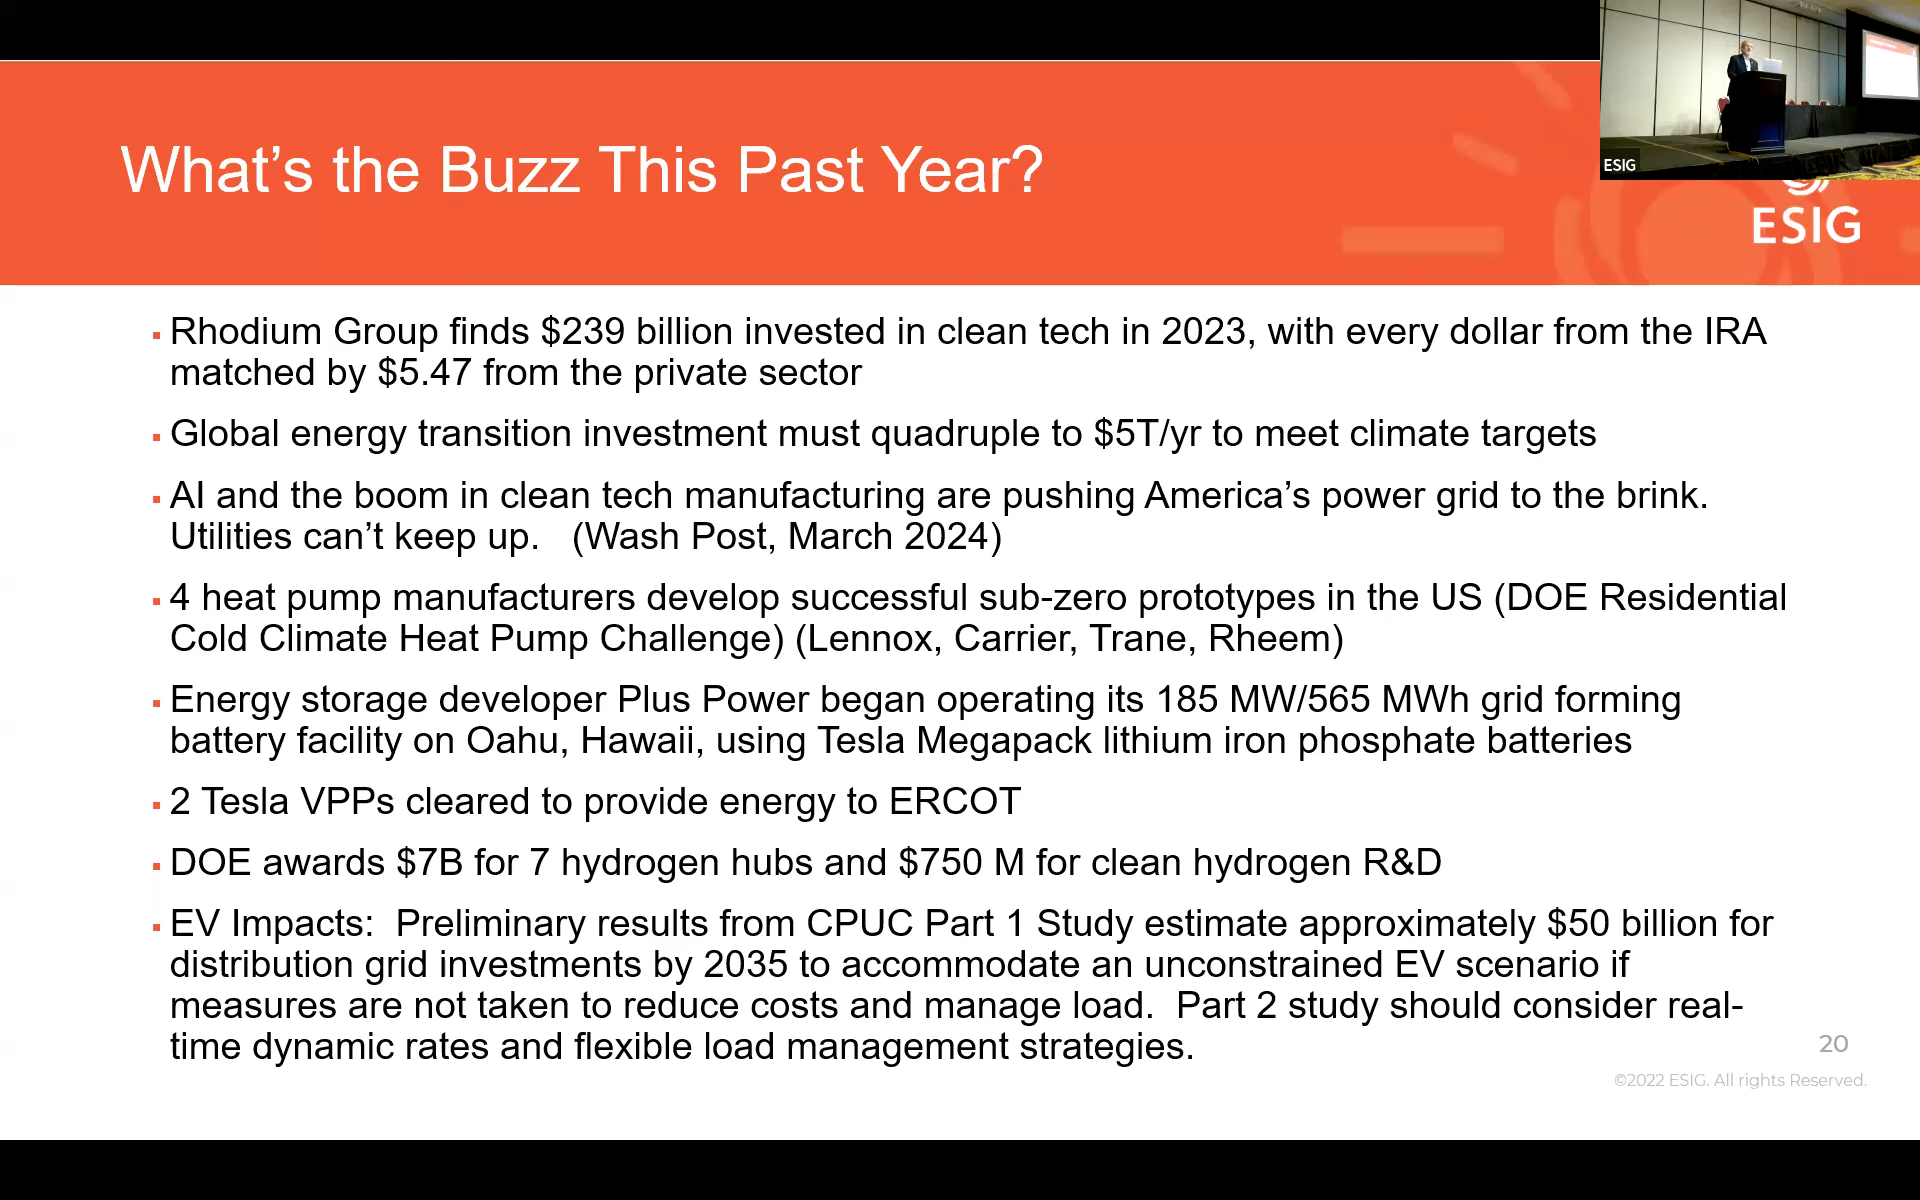 ESIG
What's the Buzz This Past Year?
ESIG
▪ Rhodium Group finds $239 billion invested in clean tech in 2023, with every dollar from the IRA
matched by $5.47 from the private sector
▪ Global energy transition investment must quadruple to $5T/yr to meet climate targets
▪ AI and the boom in clean tech manufacturing are pushing America's power grid to the brink.
Utilities can't keep up.   (Wash Post, March 2024)
▪ 4 heat pump manufacturers develop successful sub-zero prototypes in the US (DOE Residential
Cold Climate Heat Pump Challenge) (Lennox, Carrier, Trane, Rheem)
▪ Energy storage developer Plus Power began operating its 185 MW/565 MWh grid forming
battery facility on Oahu, Hawaii, using Tesla Megapack lithium iron phosphate batteries
▪ 2 Tesla VPPs cleared to provide energy to ERCOT
▪ DOE awards $7B for 7 hydrogen hubs and $750 M for clean hydrogen R&D
▪ EV Impacts:  Preliminary results from CPUC Part 1 Study estimate approximately $50 billion for
distribution grid investments by 2035 to accommodate an unconstrained EV scenario if
measures are not taken to reduce costs and manage load.  Part 2 study should consider real-
time dynamic rates and flexible load management strategies.
20
©2022 ESIG. All rights Reserved.